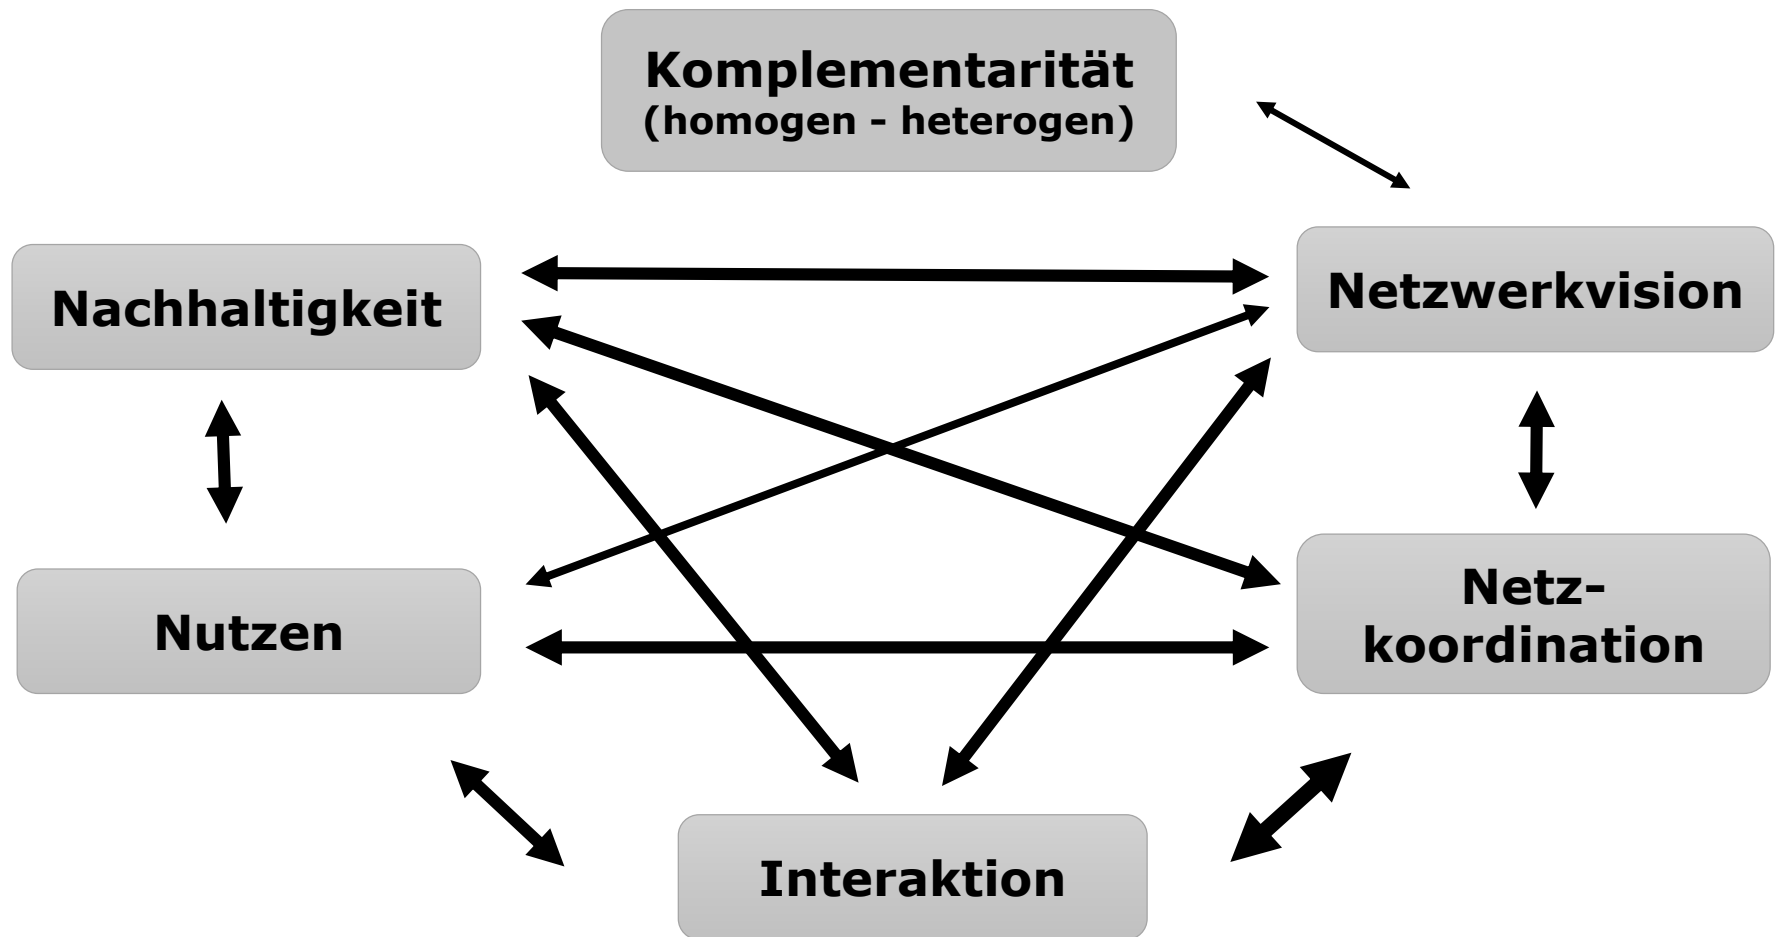 Komplementarität
(homogen - heterogen)
Nachhaltigkeit
Netzwerkvision
Nutzen
Netz-
koordination
Interaktion